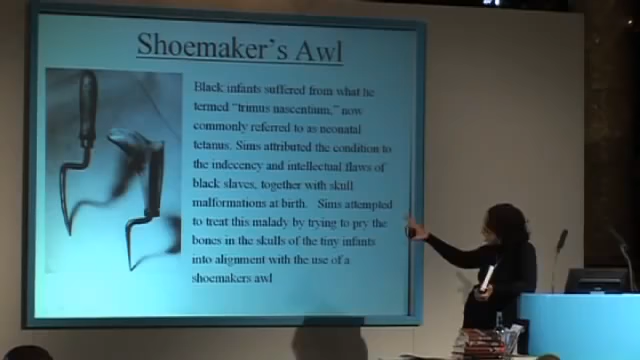 Shoemaker's Awl
Black infants suffered from what he
termed "trimus nascentium," now
commonly referred to as neonatal
tetanus. Sims attributed the condition to
the indecency and intellectual flaws of
black slaves, together with skull
malformations at birth. Sims attempted
to treat this malady by trying to pry the
bones in the skulls of the tiny infants
into alignment with the use of a
shoemakers awl